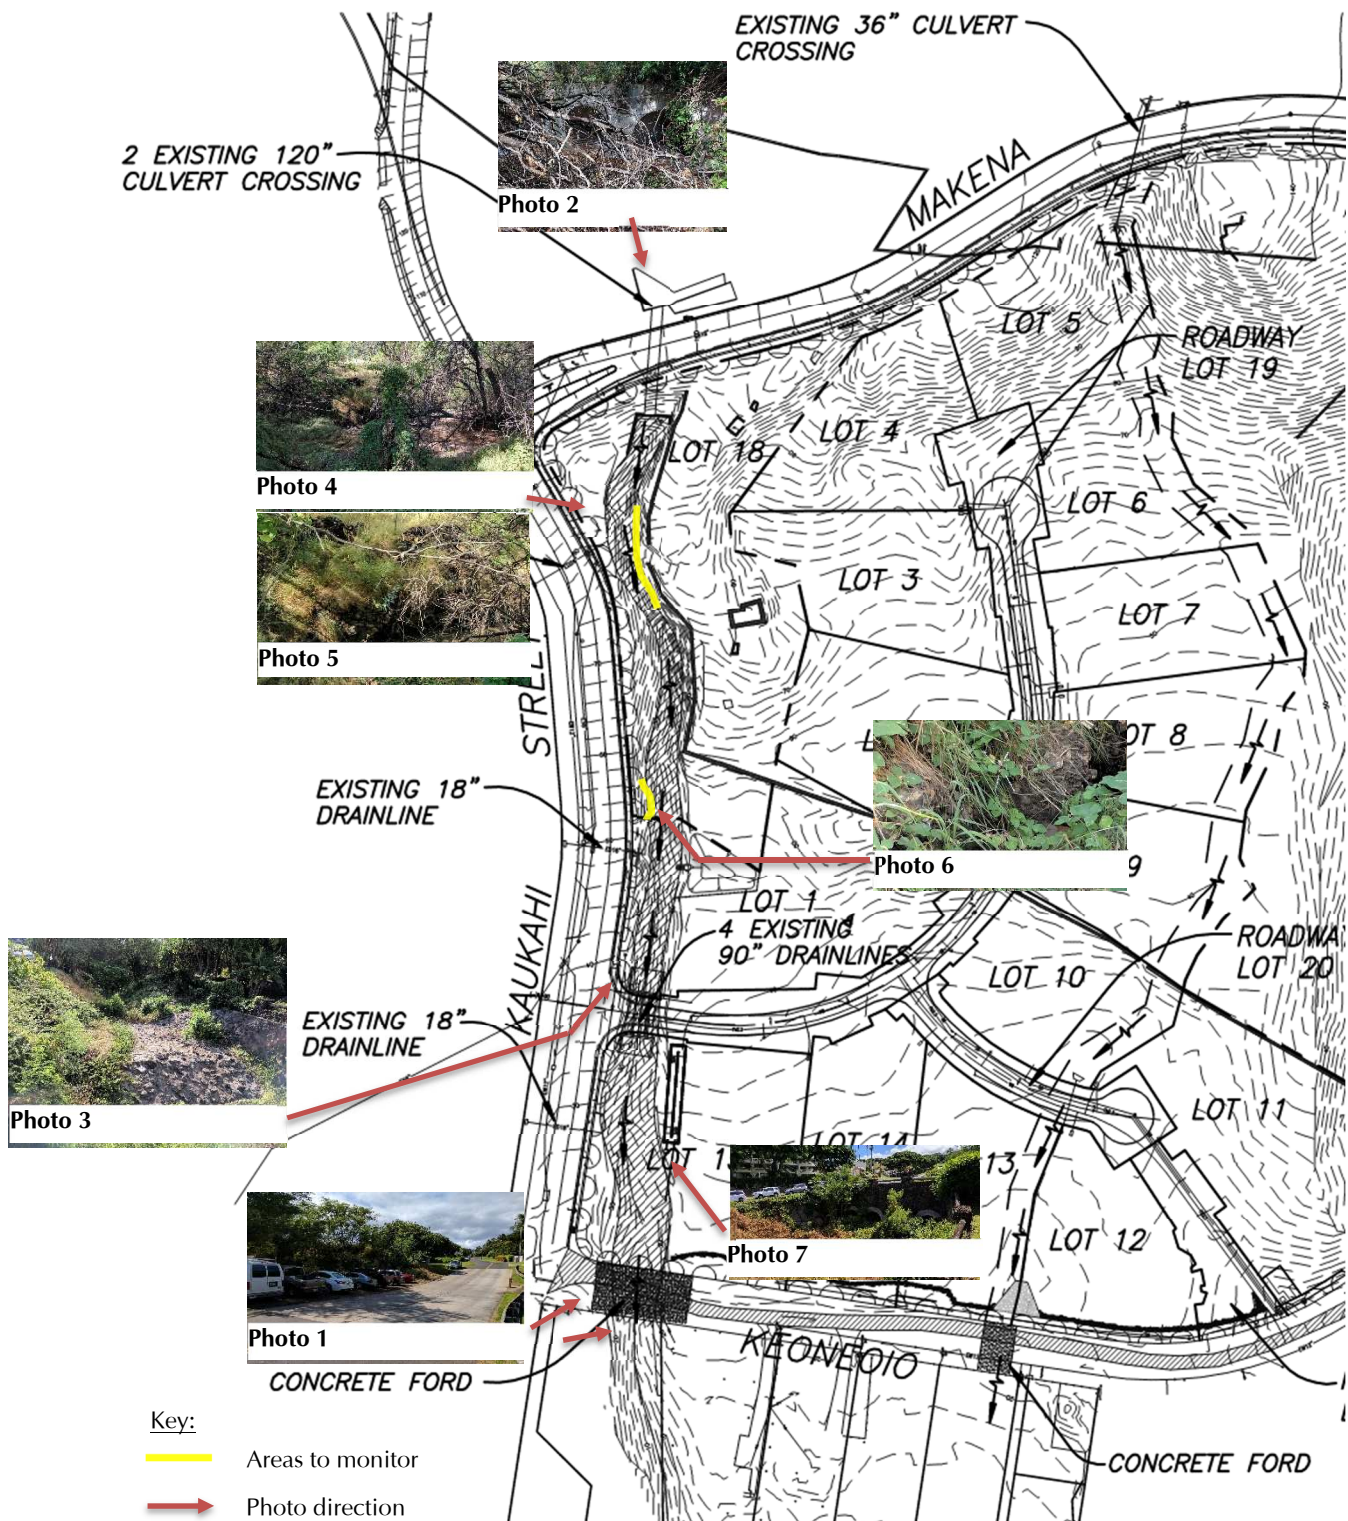 EXISTING 36" CULVERT
CROSSING
2 EXISTING 120"
CULVERT CROSSING
Photo 2
MAKENA
LOT 5
ROADWAY
LOT 19
LOT 4
LOT 18
Photo 4
LOT 6
LOT 3
LOT 7
Photo 5
STREET
OT 8
EXISTING 18"
DRAINLINE
Photo 6
9
LOT 1
4 EXISTING
90" DRAINLINES
KAUKAHI
ROADWA
LOT 20
LOT 10
EXISTING 18"
DRAINLINE
Photo 3
LOT 11
LOT 14
LOT 1
13
LOT 12
Photo 7
Photo 1
KEONEOIO
CONCRETE FORD
Key:
Areas to monitor
CONCRETE FORD
Photo direction